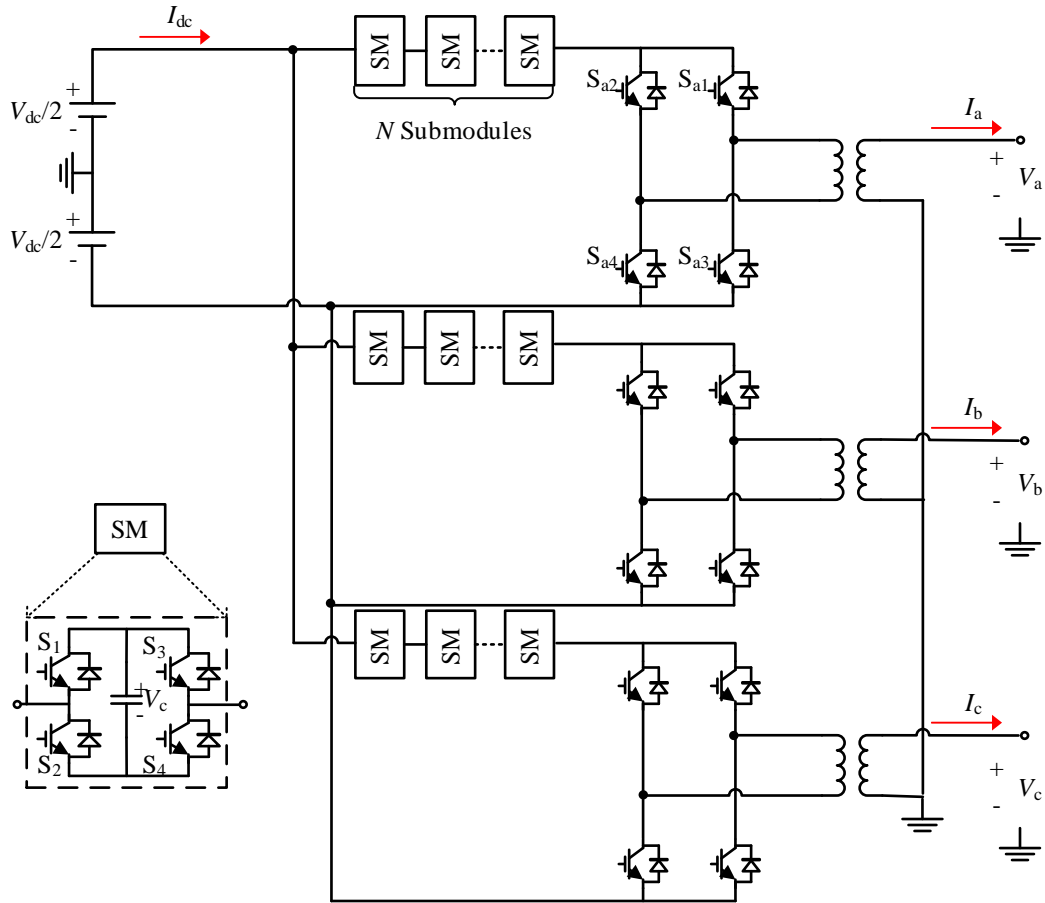 I_dc
SM SM SM
N Submodules
S_a2 S_a1
S_a4 S_a3
+
V_dc/2
-
+
V_dc/2
-
I_a
+
V_a
-
SM SM SM
I_b
+
V_b
-
SM
S_1 S_3
+
V_c
-
S_2 S_4
SM SM SM
I_c
+
V_c
-